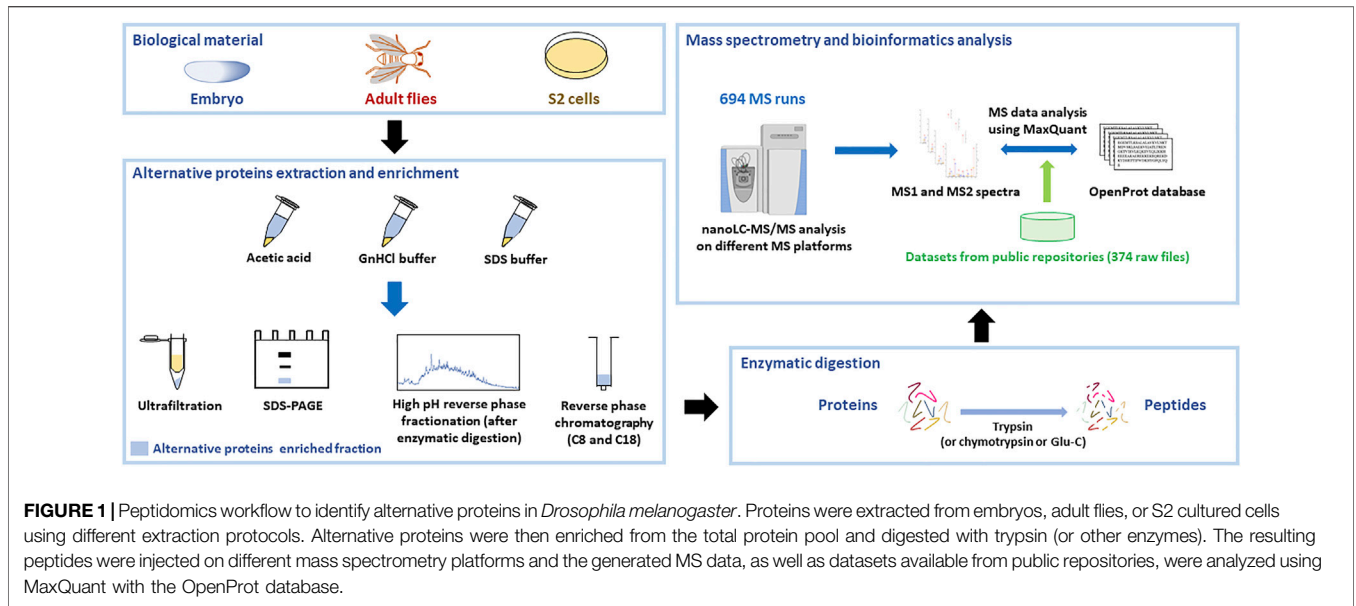 Biological material
Embryo
Adult flies
S2 cells
Alternative proteins extraction and enrichment
Acetic acid
GnHCl buffer
SDS buffer
Ultrafiltration
SDS-PAGE
High pH reverse phase
fractionation (after
enzymatic digestion)
Reverse phase
chromatography
(C8 and C18)
Alternative proteins enriched fraction
Enzymatic digestion
Proteins
Peptides
Trypsin
(or chymotrypsin or Glu-C)
Mass spectrometry and bioinformatics analysis
694 MS runs
nanoLC-MS/MS analysis
on different MS platforms
MS1 and MS2 spectra
MS data analysis
using MaxQuant
OpenProt database
Datasets from public repositories (374 raw files)
FIGURE 1 | Peptidomics workflow to identify alternative proteins in Drosophila melanogaster. Proteins were extracted from embryos, adult flies, or S2 cultured cells
using different extraction protocols. Alternative proteins were then enriched from the total protein pool and digested with trypsin (or other enzymes). The resulting
peptides were injected on different mass spectrometry platforms and the generated MS data, as well as datasets available from public repositories, were analyzed using
MaxQuant with the OpenProt database.